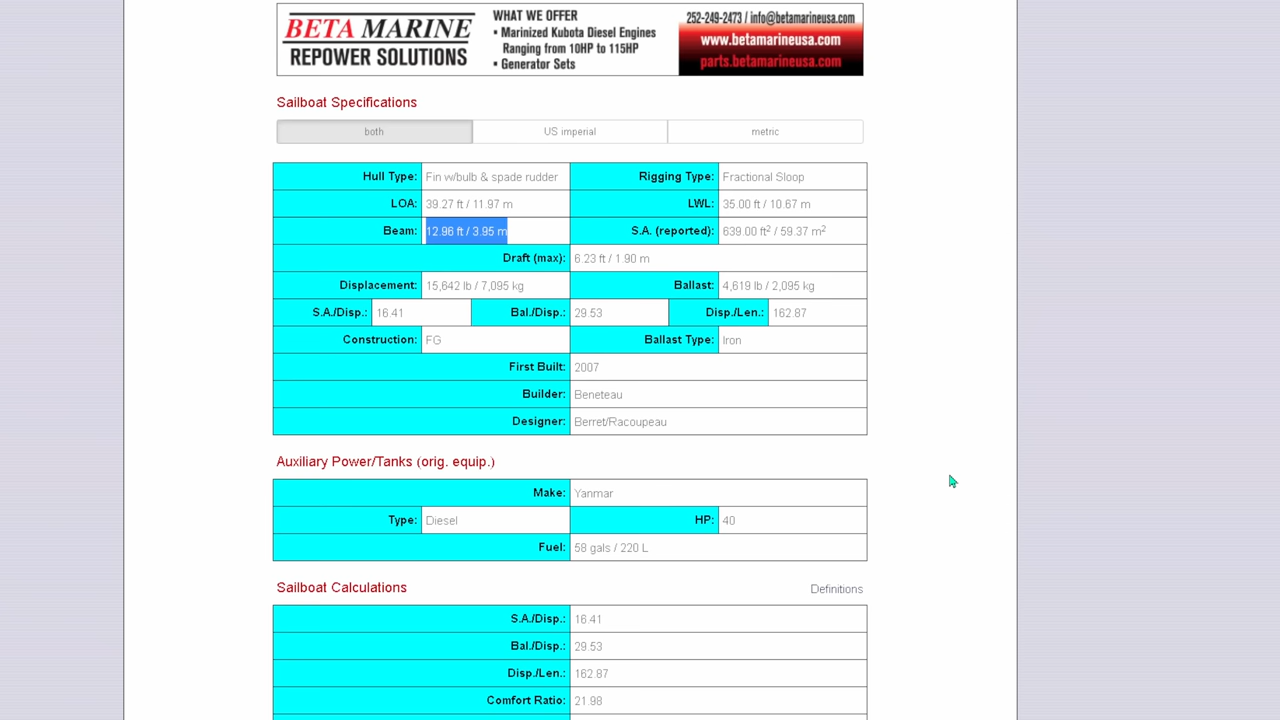 BETA MARINE
REPOWER SOLUTIONS
WHAT WE OFFER
▪ Marinized Kubota Diesel Engines
Ranging from 10HP to 115HP
▪ Generator Sets
252-249-2473 / info@betamarineusa.com
www.betamarineusa.com
parts.betamarineusa.com
Sailboat Specifications
both US imperial metric
Hull Type: Fin w/bulb & spade rudder Rigging Type: Fractional Sloop
LOA: 39.27 ft / 11.97 m LWL: 35.00 ft / 10.67 m
Beam: 12.96 ft / 3.95 m S.A. (reported): 639.00 ft² / 59.37 m²
Draft (max): 6.23 ft / 1.90 m
Displacement: 15,642 lb / 7,095 kg Ballast: 4,619 lb / 2,095 kg
S.A./Disp.: 16.41 Bal./Disp.: 29.53 Disp./Len.: 162.87
Construction: FG Ballast Type: Iron
First Built: 2007
Builder: Beneteau
Designer: Berret/Racoupeau
Auxiliary Power/Tanks (orig. equip.)
Make: Yanmar
Type: Diesel HP: 40
Fuel: 58 gals / 220 L
Sailboat Calculations Definitions
S.A./Disp.: 16.41
Bal./Disp.: 29.53
Disp./Len.: 162.87
Comfort Ratio: 21.98